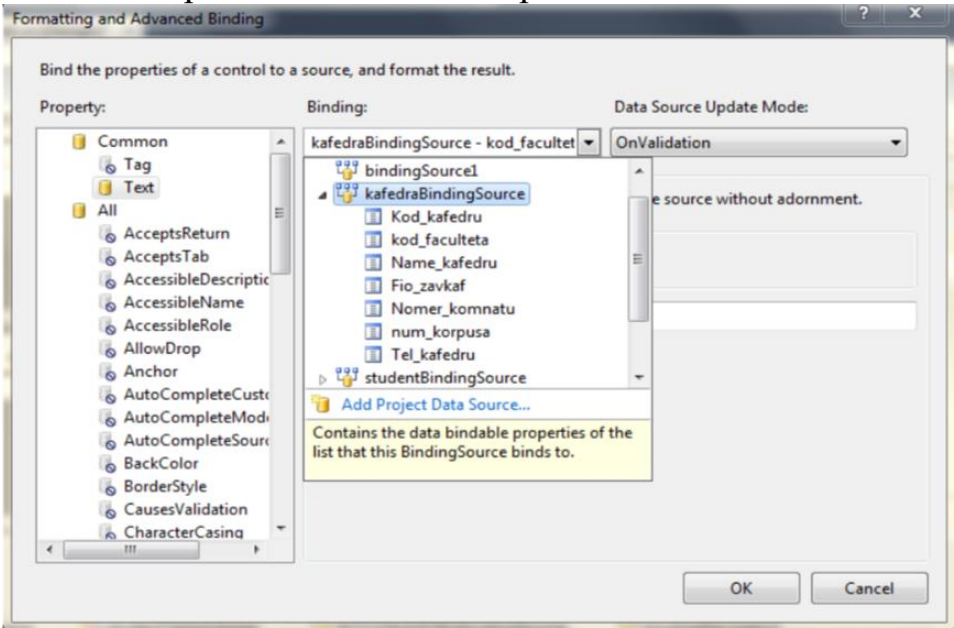 Formatting and Advanced Binding
Bind the properties of a control to a source, and format the result.
Property:
Binding:
Data Source Update Mode:
Common
Tag
Text
All
AcceptsReturn
AcceptsTab
AccessibleDescriptic
AccessibleName
AccessibleRole
AllowDrop
Anchor
AutoCompleteCust
AutoCompleteMod
AutoCompleteSour
BackColor
BorderStyle
CausesValidation
CharacterCasing
kafedraBindingSource - kod_facultet
OnValidation
bindingSource1
kafedraBindingSource
Kod_kafedru
kod_faculteta
Name_kafedru
Fio_zavkaf
Nomer_komnatu
num_korpusa
Tel_kafedru
studentBindingSource
Add Project Data Source...
Contains the data bindable properties of the
list that this BindingSource binds to.
e source without adornment.
OK
Cancel